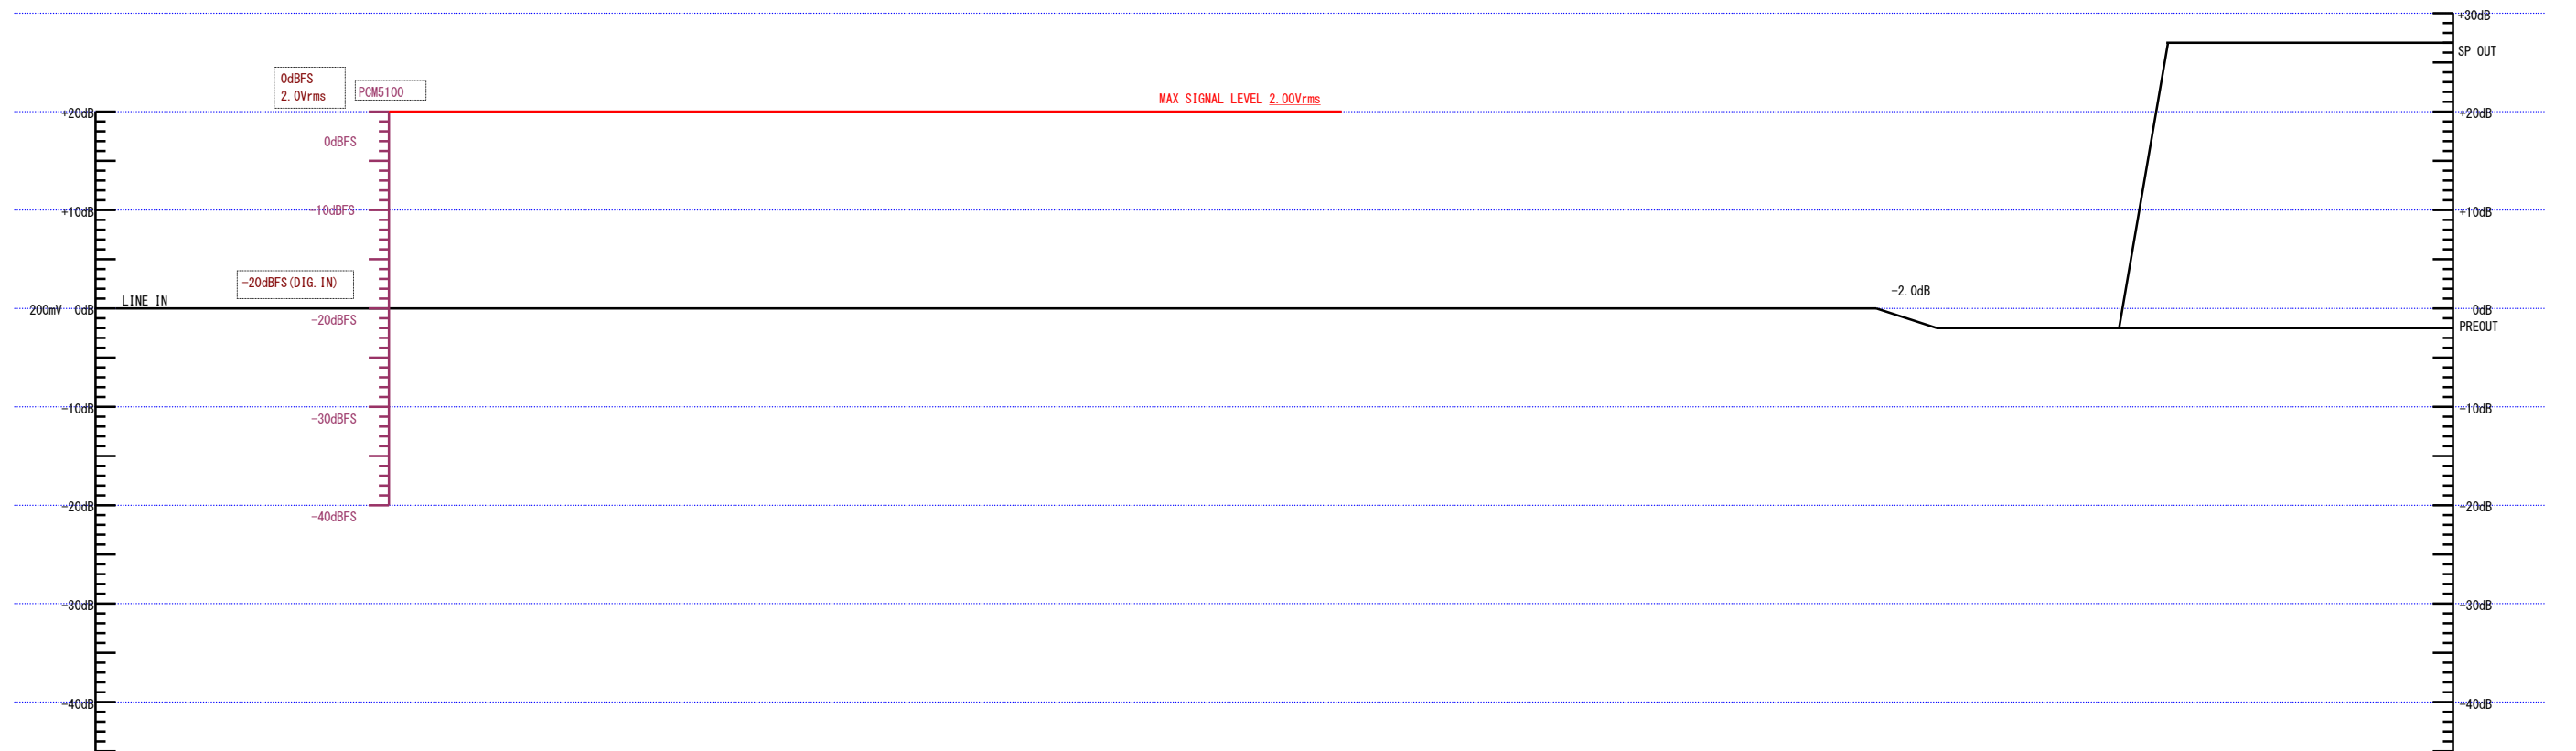 +30dB
SP OUT
0dBFS
2.0Vrms
PCM5100
MAX SIGNAL LEVEL 2.00Vrms
+20dB
+20dB
0dBFS
+10dB
-10dBFS
+10dB
-20dBFS(DIG.IN)
-2.0dB
LINE IN
200mV 0dB
0dB
-20dBFS
PREOUT
-10dB
-10dB
-30dBFS
-20dB
-20dB
-40dBFS
-30dB
-30dB
-40dB
-40dB